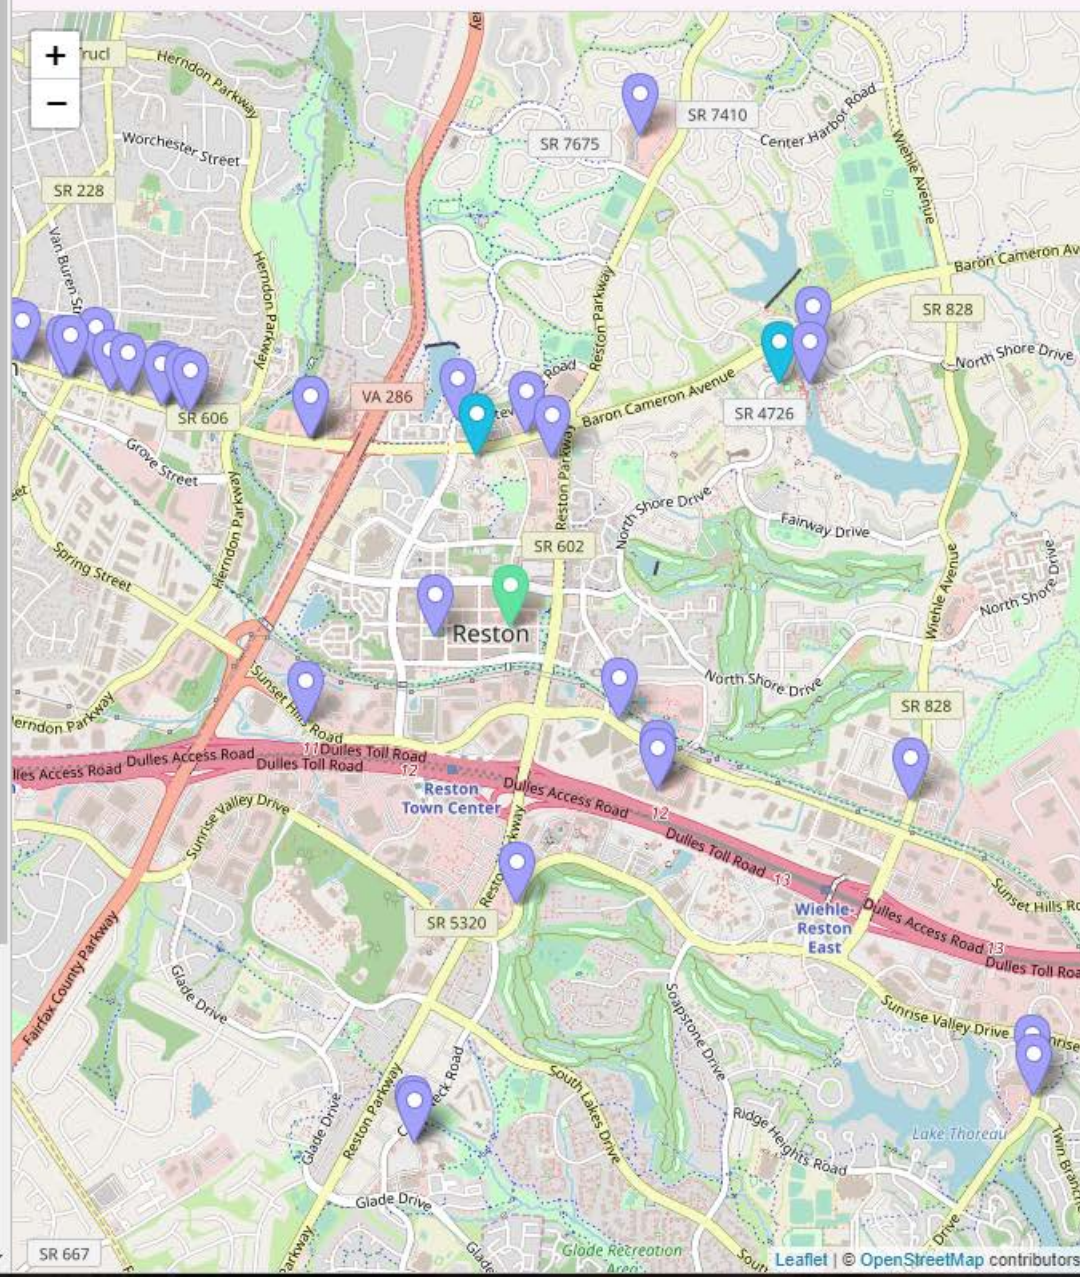 +
−
Herndon Parkway
Worchester Street
SR 228
Van Buren
SR 7410
SR 7675
Center Harbor Road
Wiehle Avenue
Herndon Parkway
Reston Parkway
Baron Cameron
SR 828
North Shore Drive
Road
VA 286
Baron Cameron Avenue
SR 4726
SR 606
Grove Street
Herndon Parkway
Reston Parkway
North Shore Drive
Fairway Drive
SR 602
Spring Street
Wiehle Avenue
North Shore Drive
Reston
Sunset Hills Road
North Shore Drive
SR 828
Parkway
Dulles Access Road
Dulles Access Road
11
Dulles Toll Road
Dulles Toll Road
12
Reston
Town Center
Dulles Access Road
12
Dulles Toll Road
13
Sunrise Valley Drive
SR 5320
Wiehle-
Reston
East
Dulles Access Road
13
Dulles Toll
Sunset Hills
Fairfax County Parkway
Glade Drive
Soapstone Drive
Sunrise Valley Drive
South Lakes Drive
Road
Reston Parkway
Glade Drive
Ridge Heights Road
Lake Thoreau
Twin
Glade Drive
Drive
SR 667
Glade Recreation
Area
Leaflet | © OpenStreetMap contributors